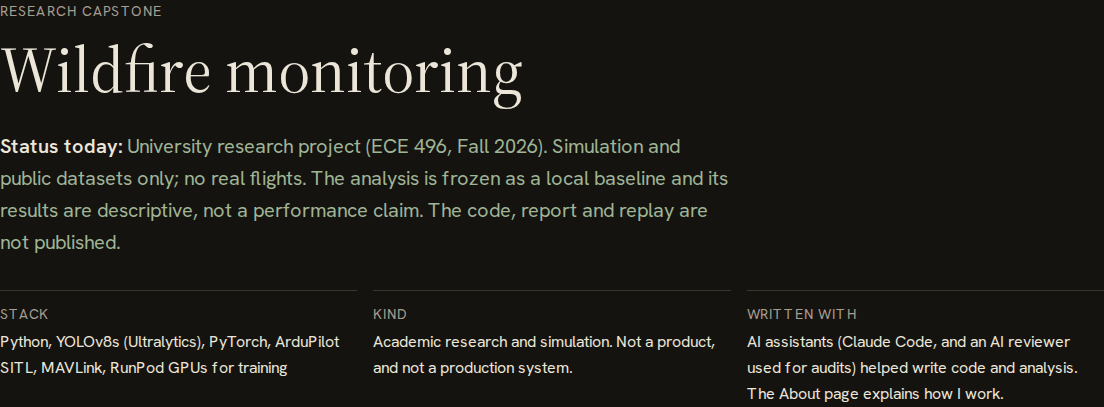 RESEARCH CAPSTONE
Wildfire monitoring
Status today: University research project (ECE 496, Fall 2026). Simulation and
public datasets only; no real flights. The analysis is frozen as a local baseline and its
results are descriptive, not a performance claim. The code, report and replay are
not published.
STACK
Python, YOLOv8s (Ultralytics), PyTorch, ArduPilot
SITL, MAVLink, RunPod GPUs for training
KIND
Academic research and simulation. Not a product,
and not a production system.
WRITTEN WITH
AI assistants (Claude Code, and an AI reviewer
used for audits) helped write code and analysis.
The About page explains how I work.